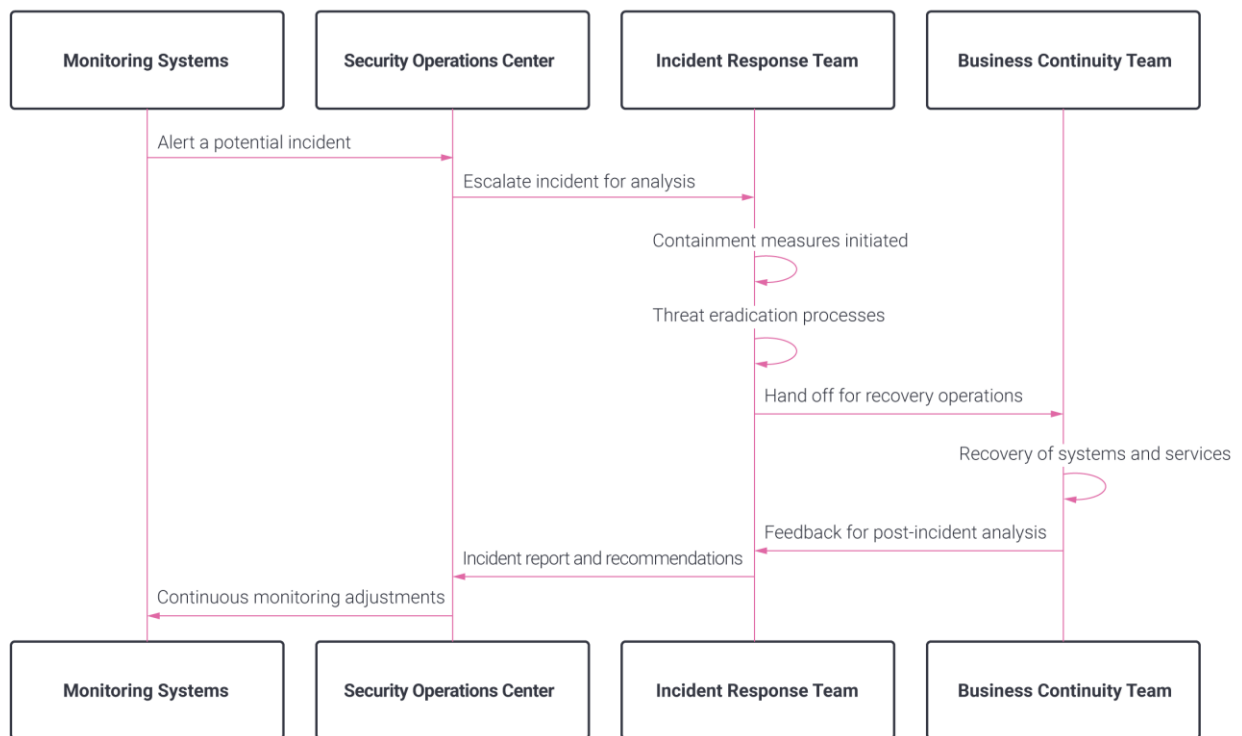 Monitoring Systems
Security Operations Center
Incident Response Team
Business Continuity Team
Alert a potential incident
Escalate incident for analysis
Containment measures initiated
Threat eradication processes
Hand off for recovery operations
Recovery of systems and services
Feedback for post-incident analysis
Incident report and recommendations
Continuous monitoring adjustments
Monitoring Systems
Security Operations Center
Incident Response Team
Business Continuity Team